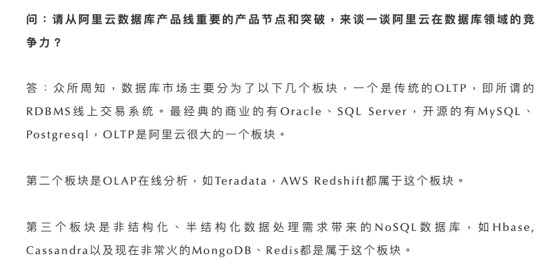 问：请从阿里云数据库产品线重要的产品节点和突破，来谈一谈阿里云在数据库领域的竞
争力？
答：众所周知，数据库市场主要分为了以下几个板块，一个是传统的OLTP，即所谓的
RDBMS线上交易系统。最经典的商业的有Oracle、SQL Server，开源的有MySQL、
Postgresql，OLTP是阿里云很大的一个板块。
第二个板块是OLAP在线分析，如Teradata，AWS Redshift都属于这个板块。
第三个板块是非结构化、半结构化数据处理需求带来的NoSQL数据库，如Hbase,
Cassandra以及现在非常火的MongoDB、Redis都是属于这个板块。